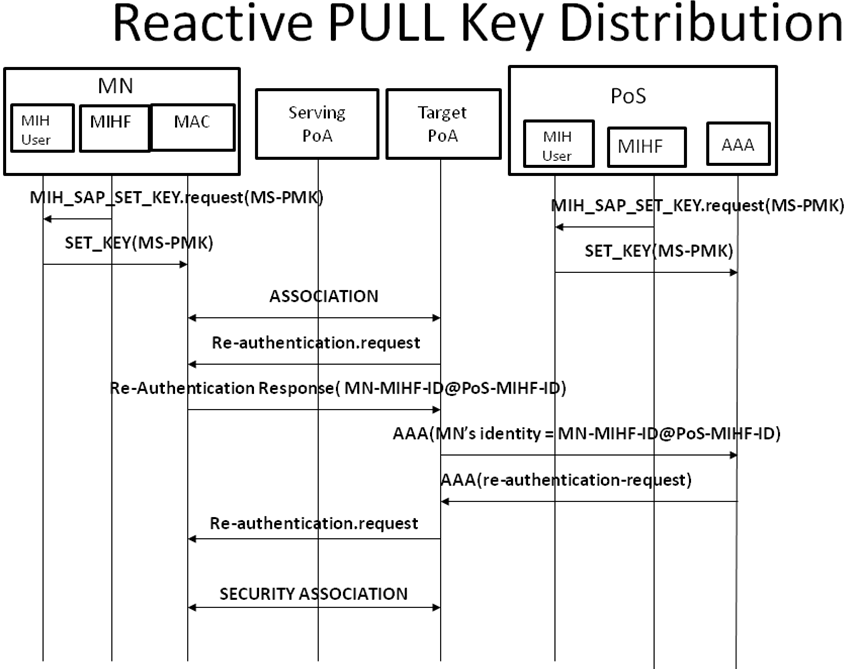 Reactive PULL Key Distribution
MN
MIH
User
MIHF
MAC
Serving
PoA
Target
PoA
PoS
MIH
User
MIHF
AAA
MIH_SAP_SET_KEY.request(MS-PMK)
MIH_SAP_SET_KEY.request(MS-PMK)
SET_KEY(MS-PMK)
SET_KEY(MS-PMK)
ASSOCIATION
Re-authentication.request
Re-Authentication Response( MN-MIHF-ID@PoS-MIHF-ID)
AAA(MN’s identity = MN-MIHF-ID@PoS-MIHF-ID)
AAA(re-authentication-request)
Re-authentication.request
SECURITY ASSOCIATION